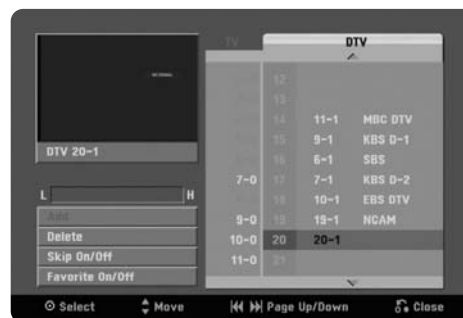 TV DTV
12
13
14 11-1 MBC DTV
15 9-1 KBS D-1
DTV 20-1
16 6-1 SBS
7-0 17 7-1 KBS D-2
L H
18 10-1 EBS DTV
Add
9-0 19 19-1 NCAM
Delete
10-0 20 20-1
Skip On/Off
11-0 21
Favorite On/Off
Select Move Page Up/Down Close